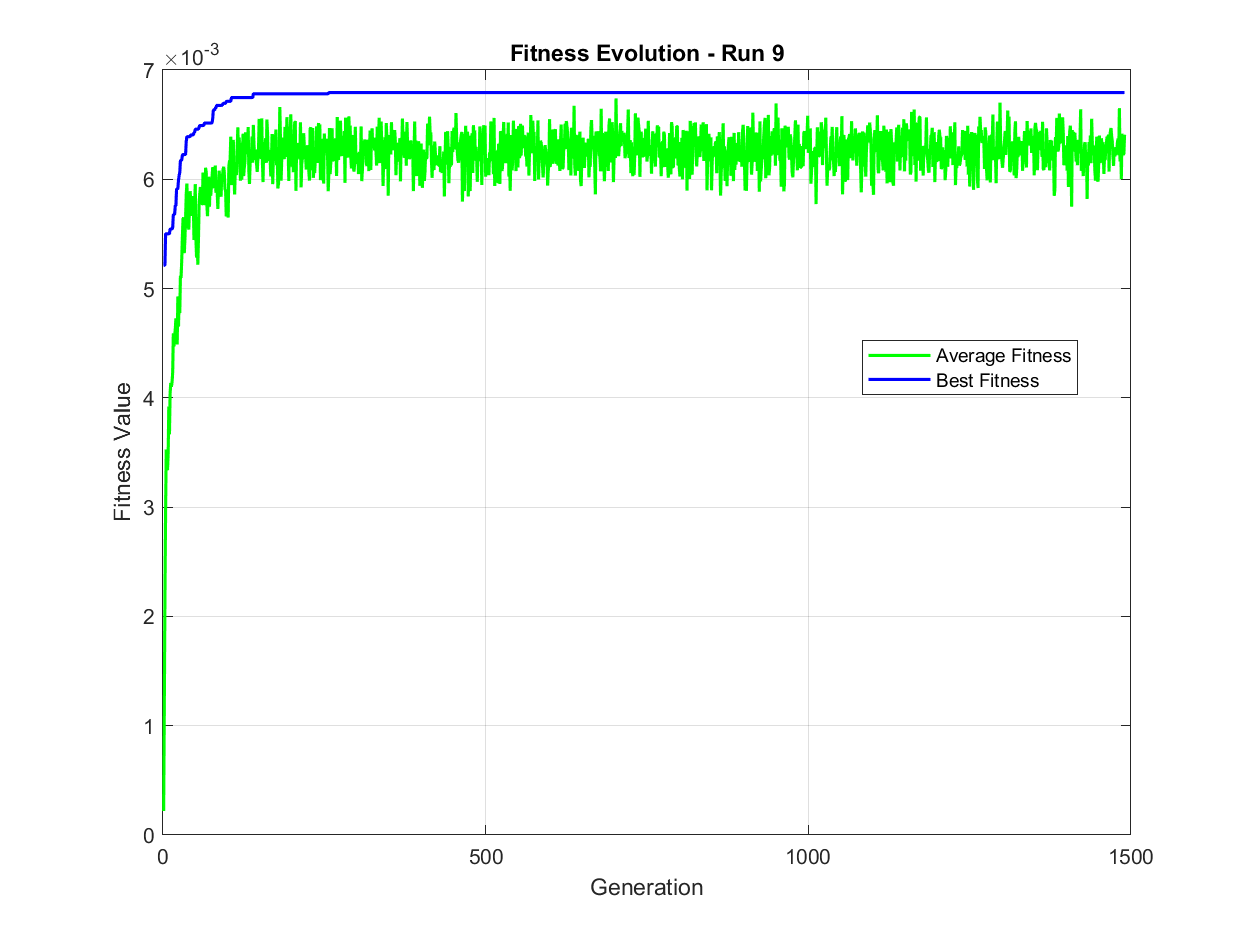 Fitness Evolution - Run 9
×10⁻³
7
6
5
4
3
2
1
0
Fitness Value
Average Fitness
Best Fitness
0 500 1000 1500
Generation